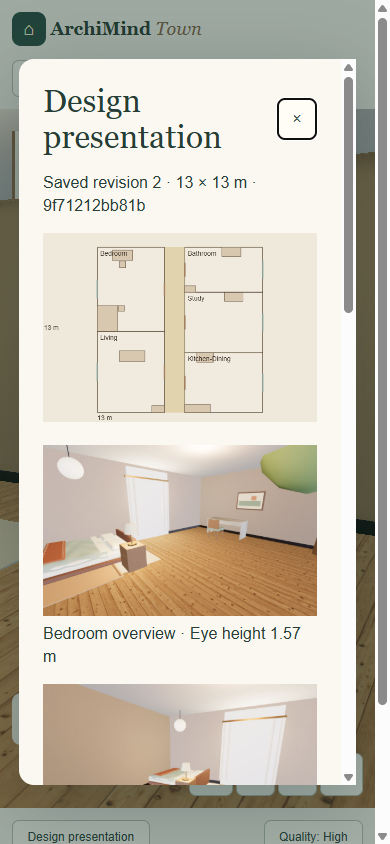 ArchiMind Town
Design
presentation
×
Saved revision 2 · 13 × 13 m ·
9f71212bb81b
Bedroom
Bathroom
Study
13 m
Living
Kitchen-Dining
13 m
Bedroom overview · Eye height 1.57
m
Design presentation
Quality: High